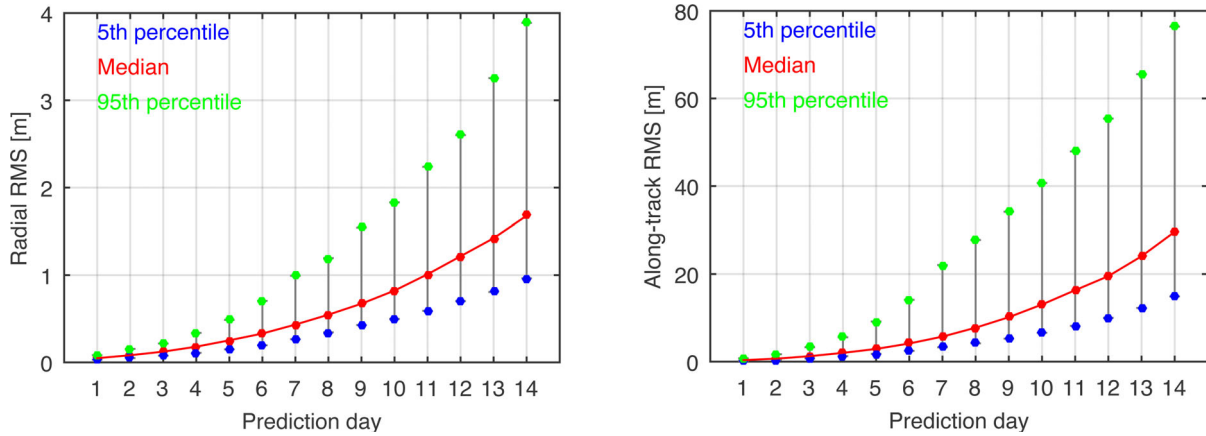 4
3
2
1
0
Radial RMS [m]
5th percentile
Median
95th percentile
1 2 3 4 5 6 7 8 9 10 11 12 13 14
Prediction day
80
60
40
20
0
Along-track RMS [m]
5th percentile
Median
95th percentile
1 2 3 4 5 6 7 8 9 10 11 12 13 14
Prediction day